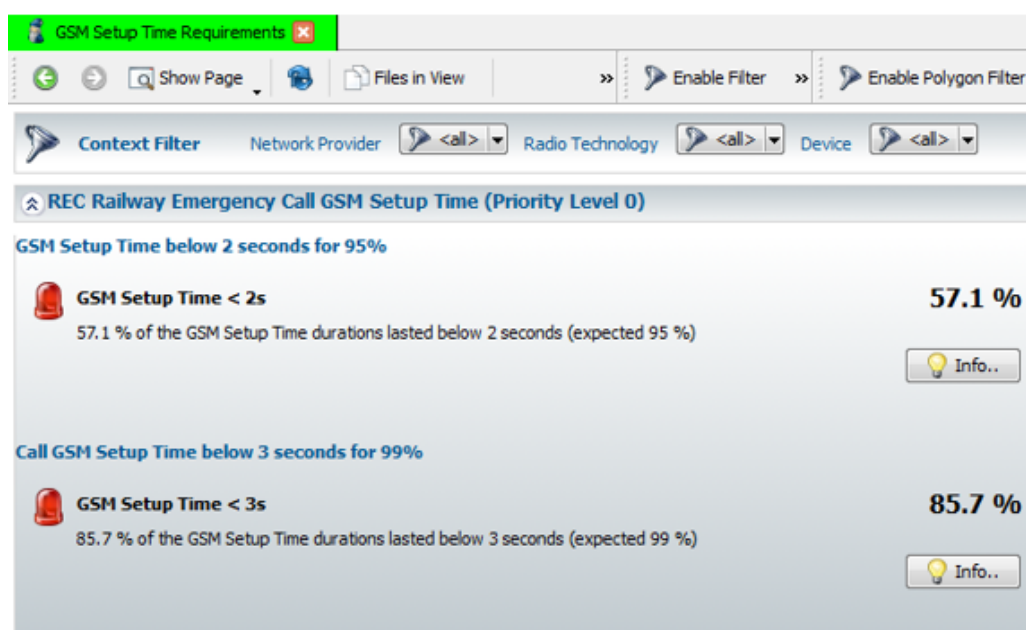 GSM Setup Time Requirements
Show Page Files in View » Enable Filter » Enable Polygon Filter
Context Filter Network Provider <all> Radio Technology <all> Device <all>
REC Railway Emergency Call GSM Setup Time (Priority Level 0)
GSM Setup Time below 2 seconds for 95%
GSM Setup Time < 2s 57.1 %
57.1 % of the GSM Setup Time durations lasted below 2 seconds (expected 95 %)
Info..
Call GSM Setup Time below 3 seconds for 99%
GSM Setup Time < 3s 85.7 %
85.7 % of the GSM Setup Time durations lasted below 3 seconds (expected 99 %)
Info..